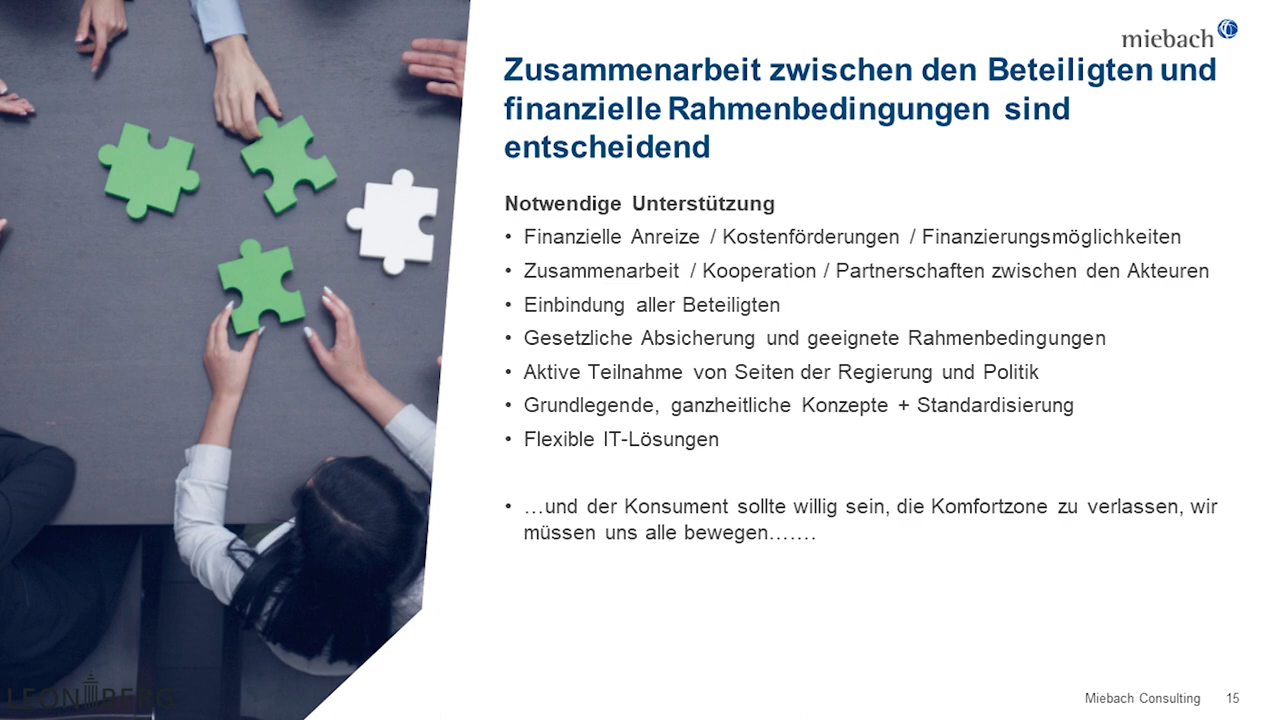 miebach
Zusammenarbeit zwischen den Beteiligten und
finanzielle Rahmenbedingungen sind
entscheidend
Notwendige Unterstützung
• Finanzielle Anreize / Kostenförderungen / Finanzierungsmöglichkeiten
• Zusammenarbeit / Kooperation / Partnerschaften zwischen den Akteuren
• Einbindung aller Beteiligten
• Gesetzliche Absicherung und geeignete Rahmenbedingungen
• Aktive Teilnahme von Seiten der Regierung und Politik
• Grundlegende, ganzheitliche Konzepte + Standardisierung
• Flexible IT-Lösungen
• …und der Konsument sollte willig sein, die Komfortzone zu verlassen, wir
müssen uns alle bewegen…….
LEONBERG
Miebach Consulting 15